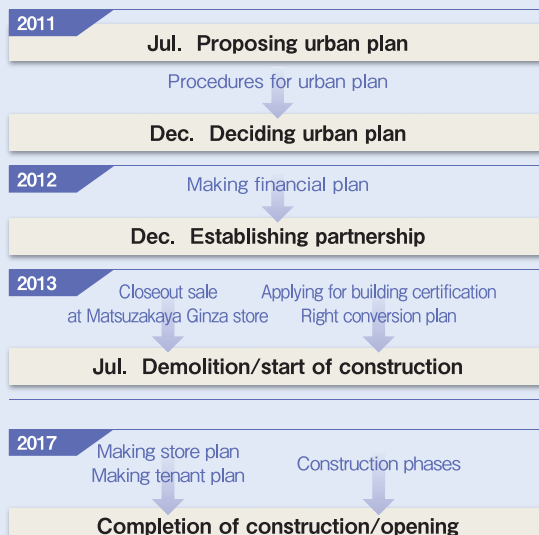 2011
Jul. Proposing urban plan
Procedures for urban plan
Dec. Deciding urban plan
2012
Making financial plan
Dec. Establishing partnership
2013
Closeout sale
at Matsuzakaya Ginza store
Applying for building certification
Right conversion plan
Jul. Demolition/start of construction
2017
Making store plan
Making tenant plan
Construction phases
Completion of construction/opening